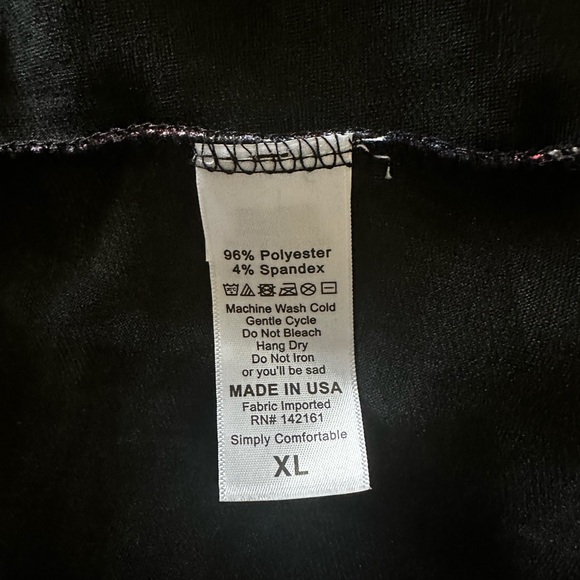 96% Polyester
4% Spandex
Machine Wash Cold
Gentle Cycle
Do Not Bleach
Hang Dry
Do Not Iron
or you'll be sad
MADE IN USA
Fabric Imported
RN# 142161
Simply Comfortable
XL